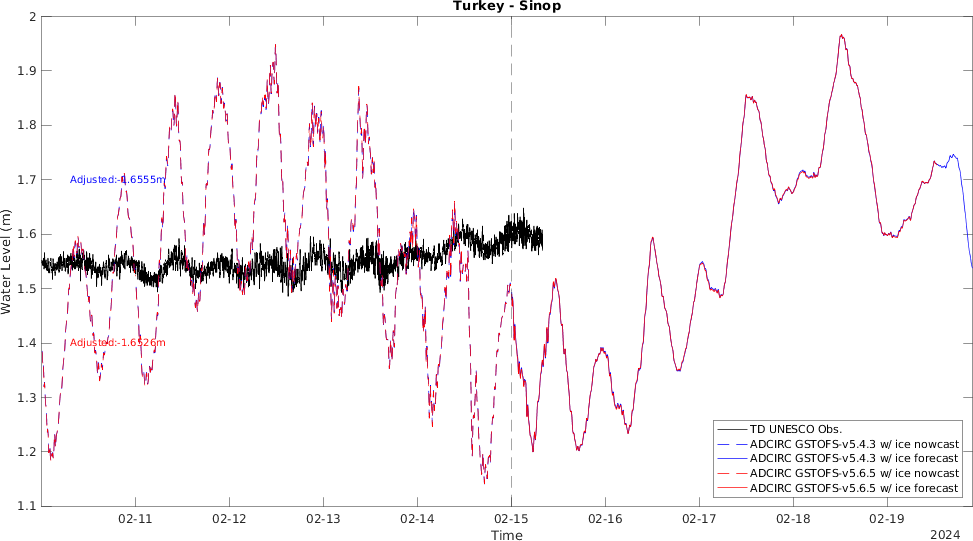 Turkey - Sinop
2
1.9
1.8
1.7
1.6
1.5
1.4
1.3
1.2
1.1
Water Level (m)
Adjusted:-1.6555m
Adjusted:-1.6526m
TD UNESCO Obs.
ADCIRC GSTOFS-v5.4.3 w/ ice nowcast
ADCIRC GSTOFS-v5.4.3 w/ ice forecast
ADCIRC GSTOFS-v5.6.5 w/ ice nowcast
ADCIRC GSTOFS-v5.6.5 w/ ice forecast
02-11 02-12 02-13 02-14 02-15 02-16 02-17 02-18 02-19
Time
2024